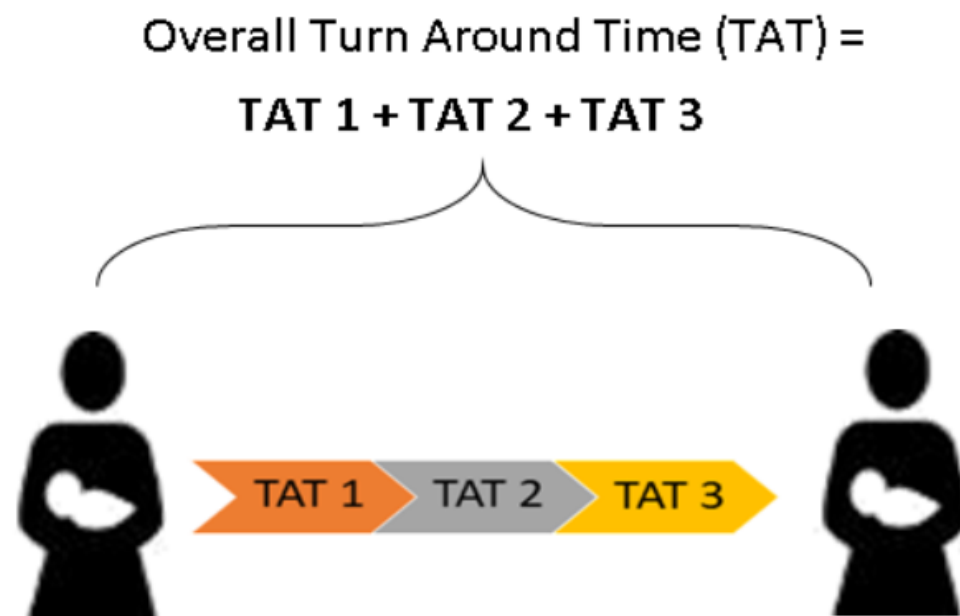 Overall Turn Around Time (TAT) =
TAT 1 + TAT 2 + TAT 3
TAT 1
TAT 2
TAT 3